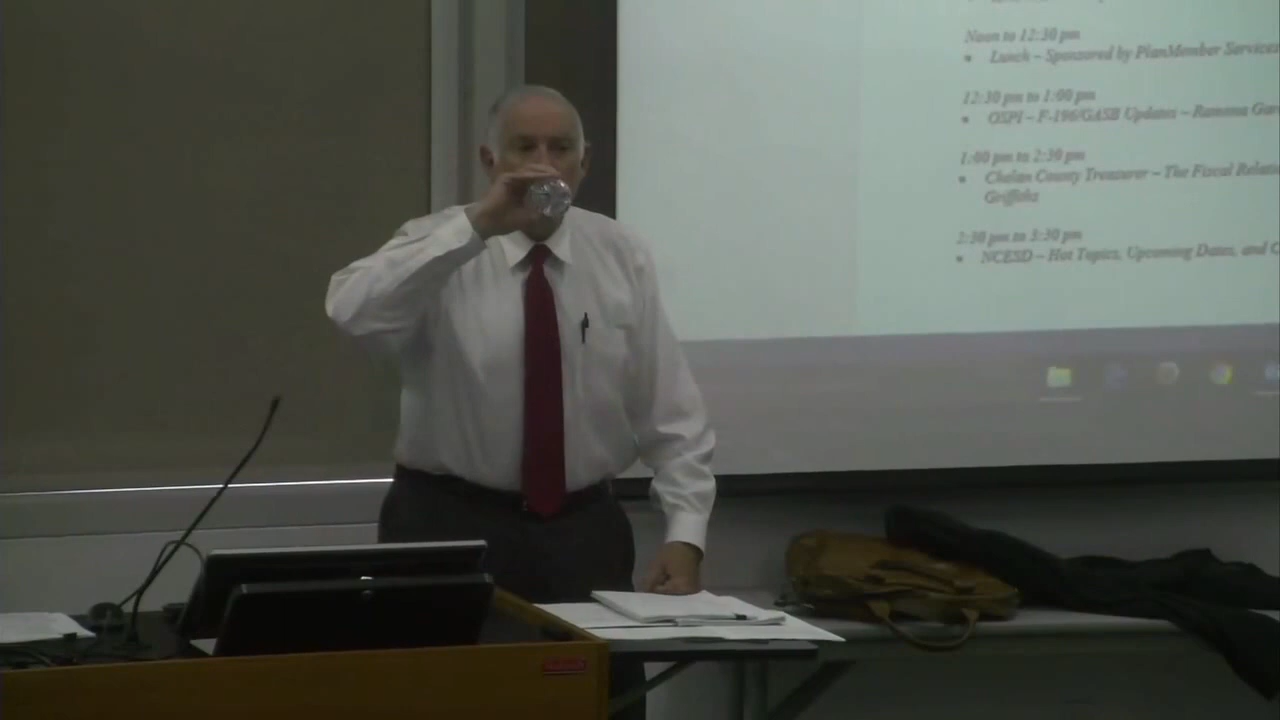 Noon to 12:30 pm
• Lunch – Sponsored by PlanMember Services
12:30 pm to 1:00 pm
• OSPI – F-196/GASB Updates – Ramona
1:00 pm to 2:30 pm
• Chelan County Treasurer – The Fiscal
Griffiths
2:30 pm to 3:30 pm
• NCESD – Hot Topics, Upcoming Dates, and